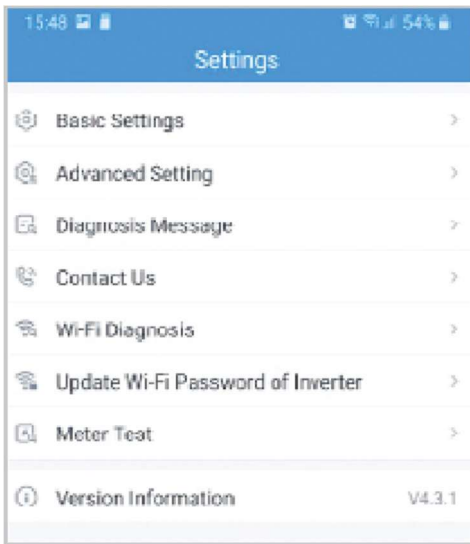 15:48 54%
Settings
Basic Settings
Advanced Setting
Diagnosis Message
Contact Us
Wi-Fi Diagnosis
Update Wi-Fi Password of Inverter
Meter Teat
Version Information V4.3.1